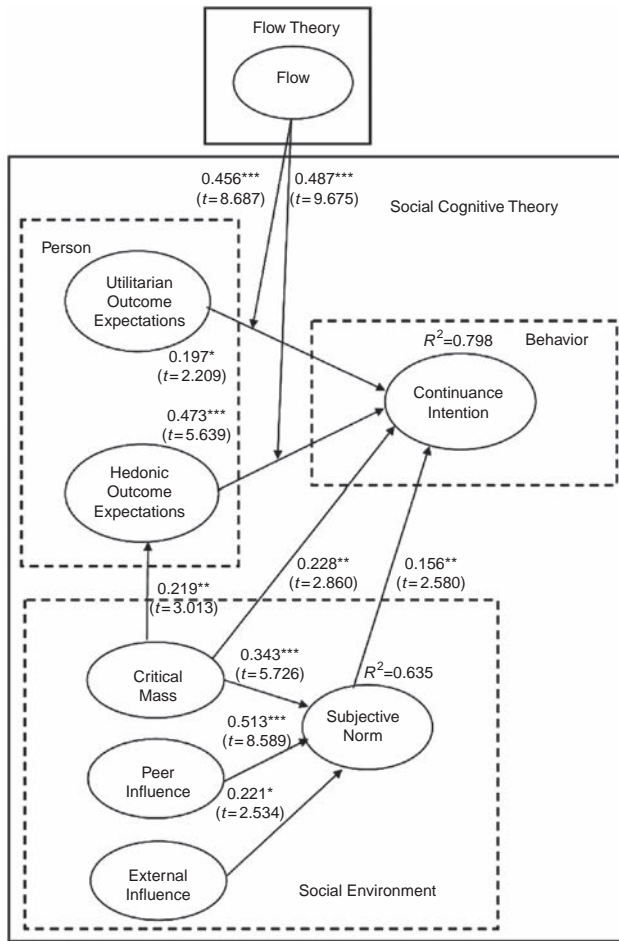 Flow Theory
Flow
0.456***
(t=8.687)
0.487***
(t=9.675)
Social Cognitive Theory
Person
Utilitarian
Outcome
Expectations
0.197*
(t=2.209)
R²=0.798
Behavior
Continuance
Intention
0.473***
(t=5.639)
Hedonic
Outcome
Expectations
0.219**
(t=3.013)
0.228**
(t=2.860)
0.156**
(t=2.580)
Critical
Mass
0.343***
(t=5.726)
R²=0.635
Subjective
Norm
0.513***
(t=8.589)
Peer
Influence
0.221*
(t=2.534)
External
Influence
Social Environment